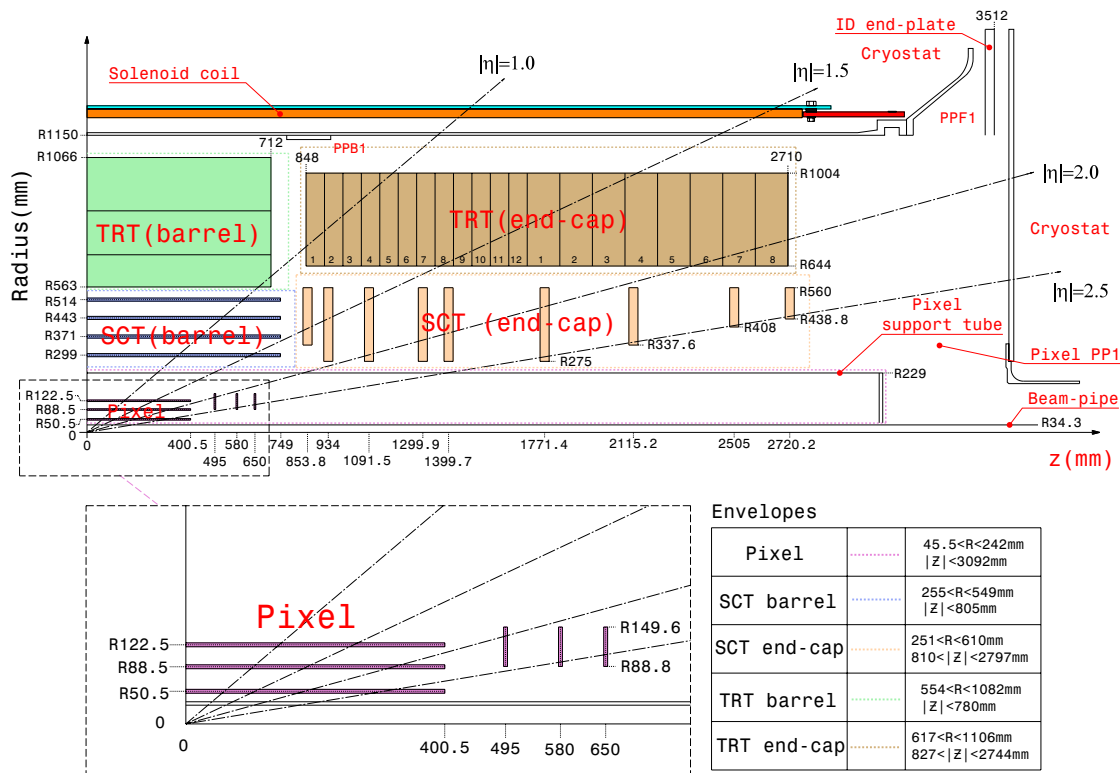 3512
ID end-plate
Cryostat
|η|=1.0
|η|=1.5
Solenoid coil
PPF1
R1150
712
PPB1
R1066
848
2710
R1004
|η|=2.0
TRT(barrel)
TRT(end-cap)
Cryostat
Radius(mm)
1 2 3 4 5 6 7 8 9 10 11 12 1 2 3 4 5 6 7 8
R644
R563
R560
|η|=2.5
R514
R443
SCT(barrel)
SCT (end-cap)
R438.8
R408
Pixel
support tube
R371
R337.6
R299
R275
Pixel PP1
R229
R122.5
R88.5
Pixel
Beam-pipe
R50.5
R34.3
0
0
400.5
749
934
1299.9
1771.4
2115.2
2505
2720.2
495
580
650
853.8
1091.5
1399.7
z(mm)
Envelopes
Pixel
45.5<R<242mm
|Z|<3092mm
SCT barrel
255<R<549mm
|Z|<805mm
SCT end-cap
251<R<610mm
810<|Z|<2797mm
TRT barrel
554<R<1082mm
|Z|<780mm
TRT end-cap
617<R<1106mm
827<|Z|<2744mm
Pixel
R149.6
R122.5
R88.5
R88.8
R50.5
0
0
400.5
495
580
650